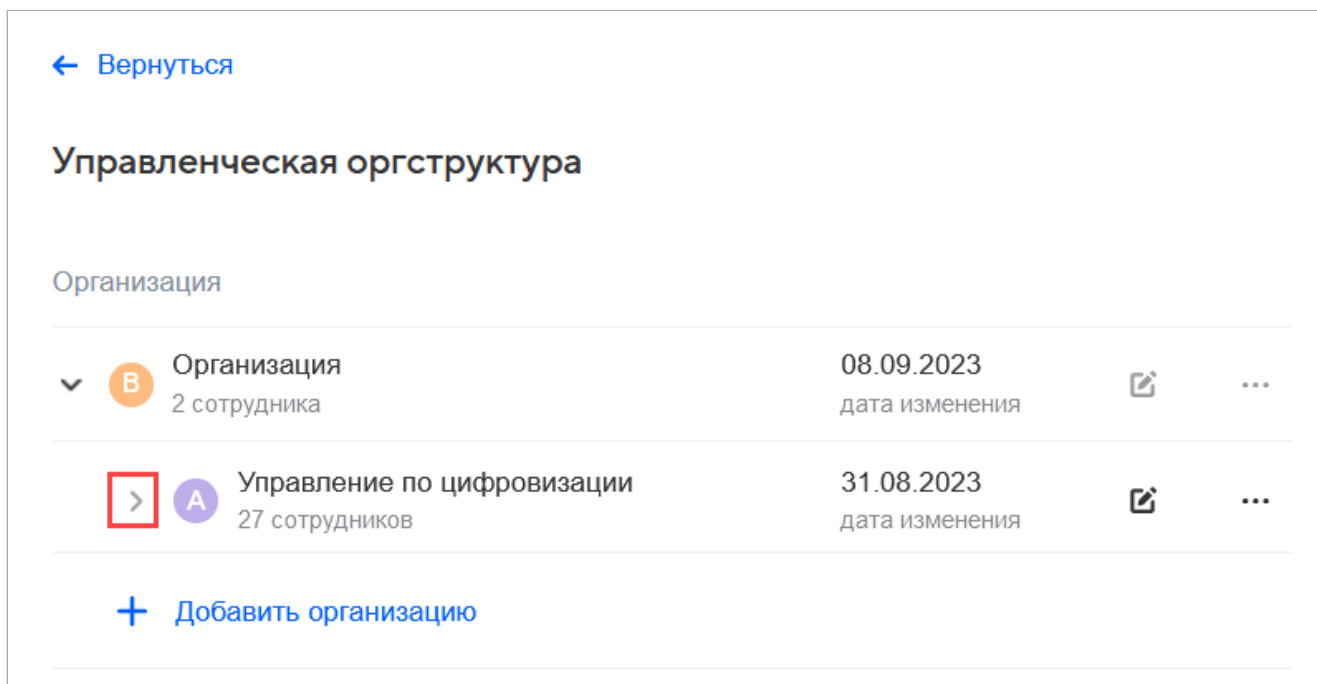 Вернуться
Управленческая оргструктура
Организация
В Организация 08.09.2023
2 сотрудника дата изменения
А Управление по цифровизации 31.08.2023
27 сотрудников дата изменения
Добавить организацию